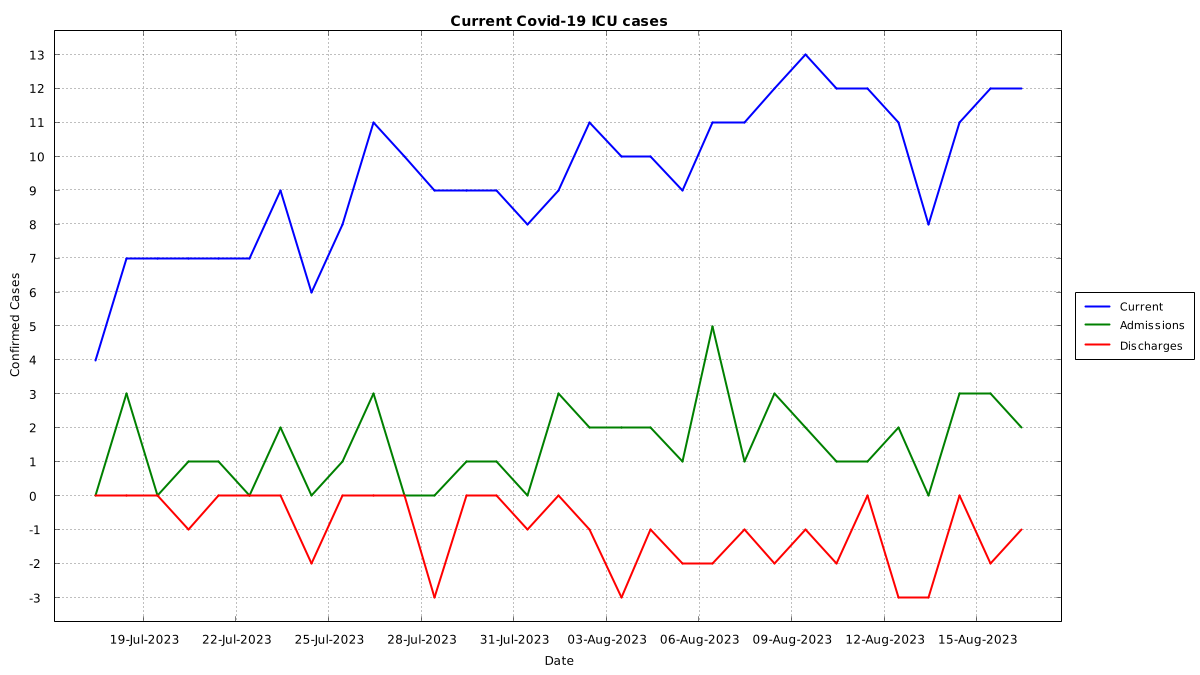 Current Covid-19 ICU cases
13
12
11
10
9
8
7
6
5
4
3
2
1
0
-1
-2
-3
Confirmed Cases
19-Jul-2023 22-Jul-2023 25-Jul-2023 28-Jul-2023 31-Jul-2023 03-Aug-2023 06-Aug-2023 09-Aug-2023 12-Aug-2023 15-Aug-2023
Date
Current
Admissions
Discharges